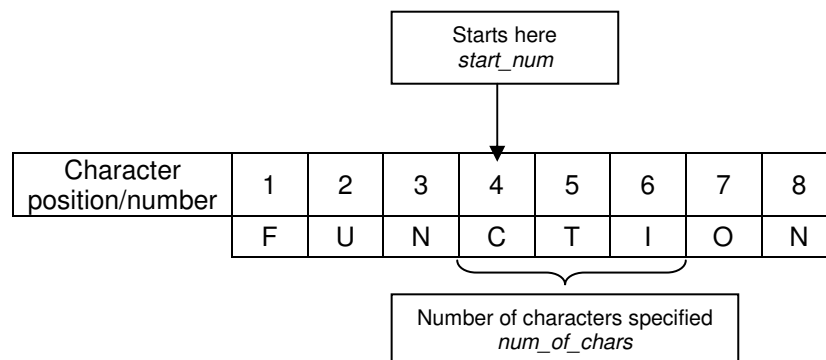 Starts here
start_num
Character
position/number
1 2 3 4 5 6 7 8
F U N C T I O N
Number of characters specified
num_of_chars